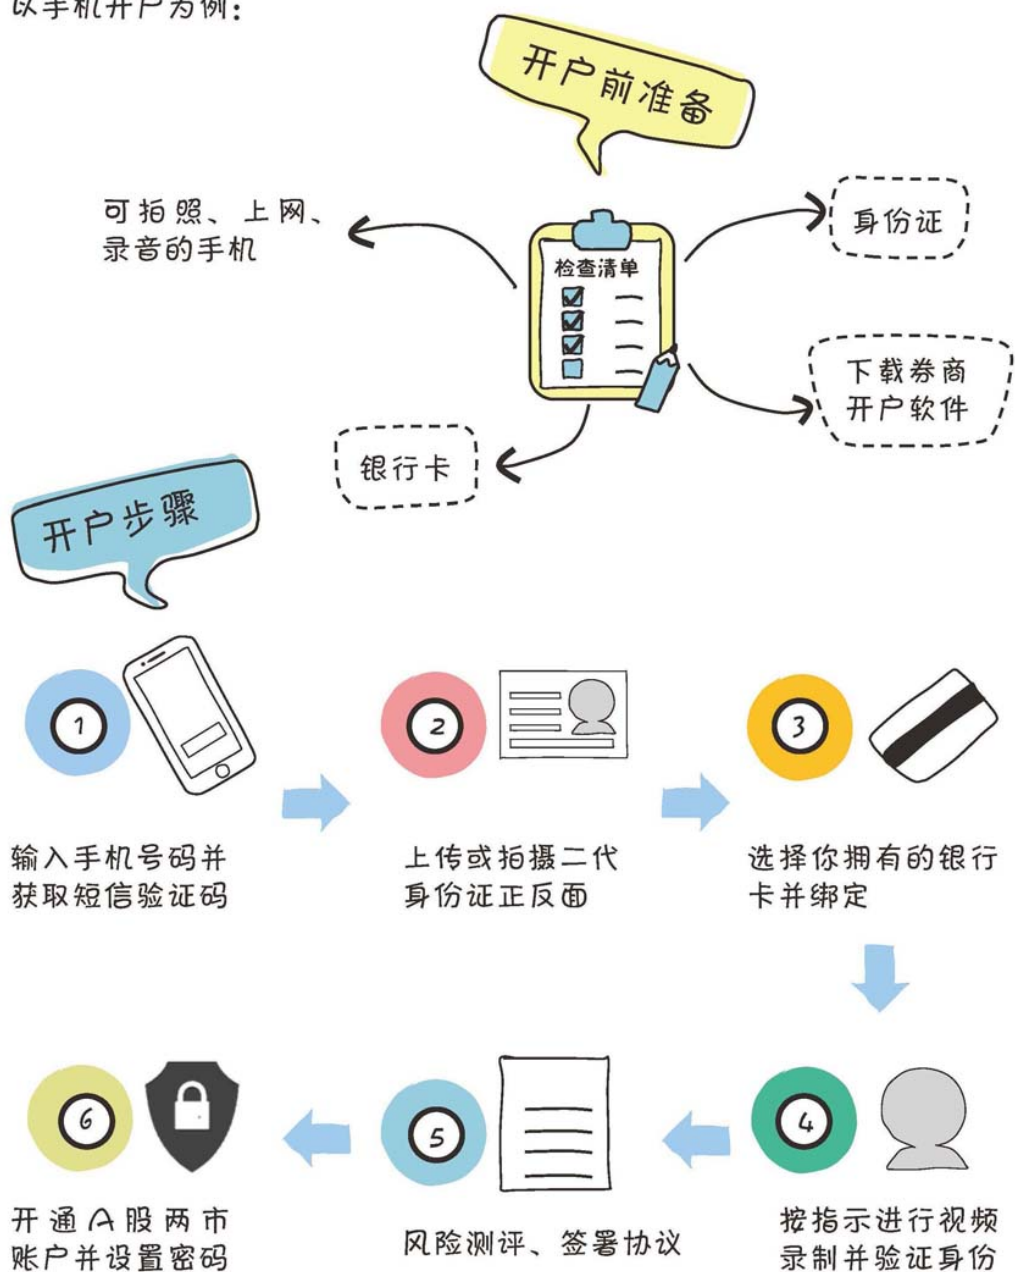 以手机开户为例：
开户前准备
可拍照、上网、
录音的手机
身份证
检查清单
下载券商
开户软件
银行卡
开户步骤
1
2
3
输入手机号码并
获取短信验证码
上传或拍摄二代
身份证正反面
选择你拥有的银行
卡并绑定
6
5
4
开通A股两市
账户并设置密码
风险测评、签署协议
按指示进行视频
录制并验证身份